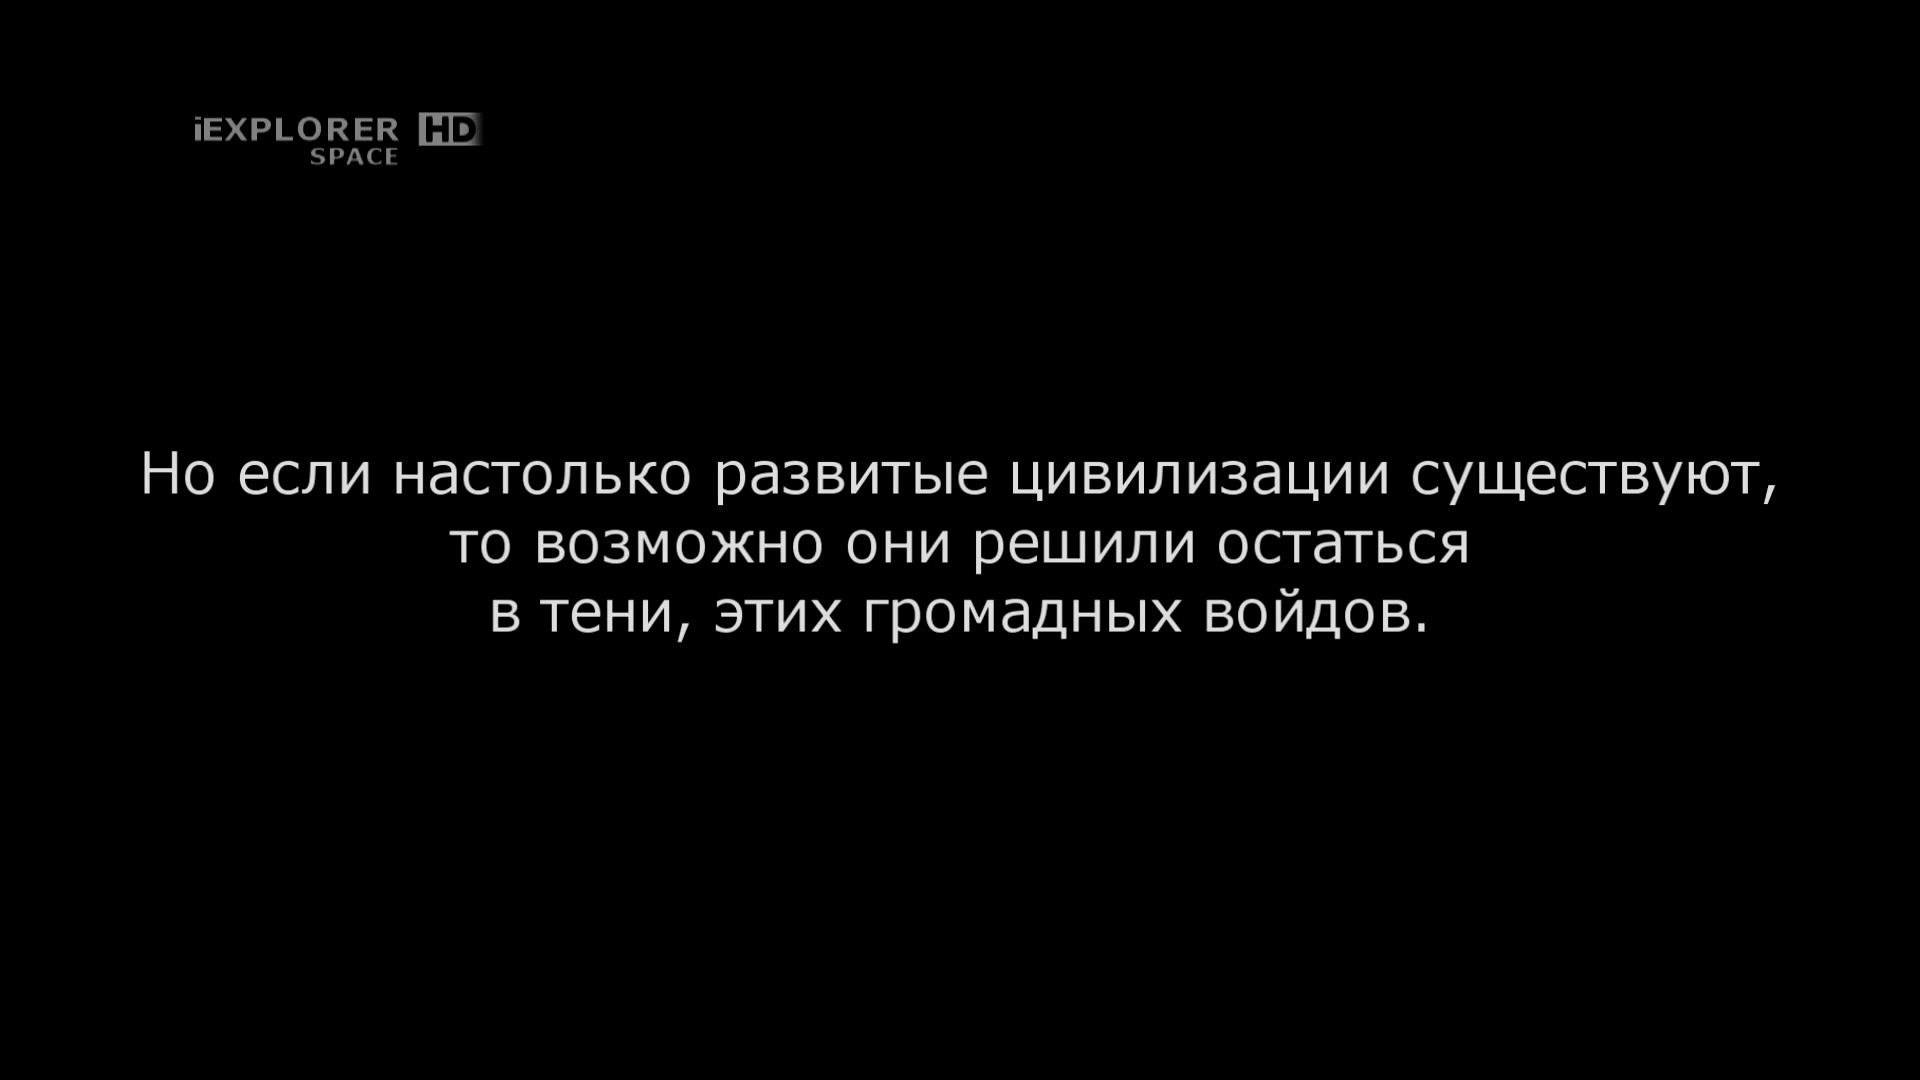 iEXPLORER HD
SPACE
Но если настолько развитые цивилизации существуют,
то возможно они решили остаться
в тени, этих громадных войдов.